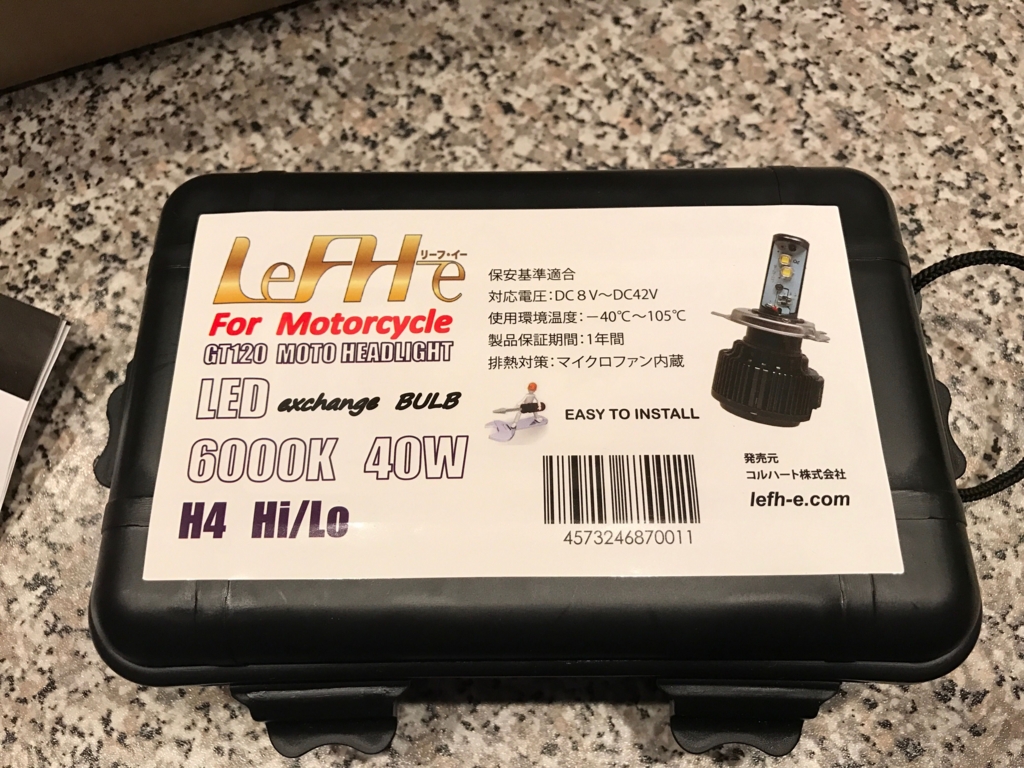 LeFH-e
リーフ・イー
For Motorcycle
GT120 MOTO HEADLIGHT
LED exchange BULB
6000K 40W
H4 Hi/Lo
保安基準適合
対応電圧：DC８V～DC42V
使用環境温度：－40℃～105℃
製品保証期間：1年間
排熱対策：マイクロファン内蔵
EASY TO INSTALL
4573246870011
発売元
コルハート株式会社
lefh-e.com